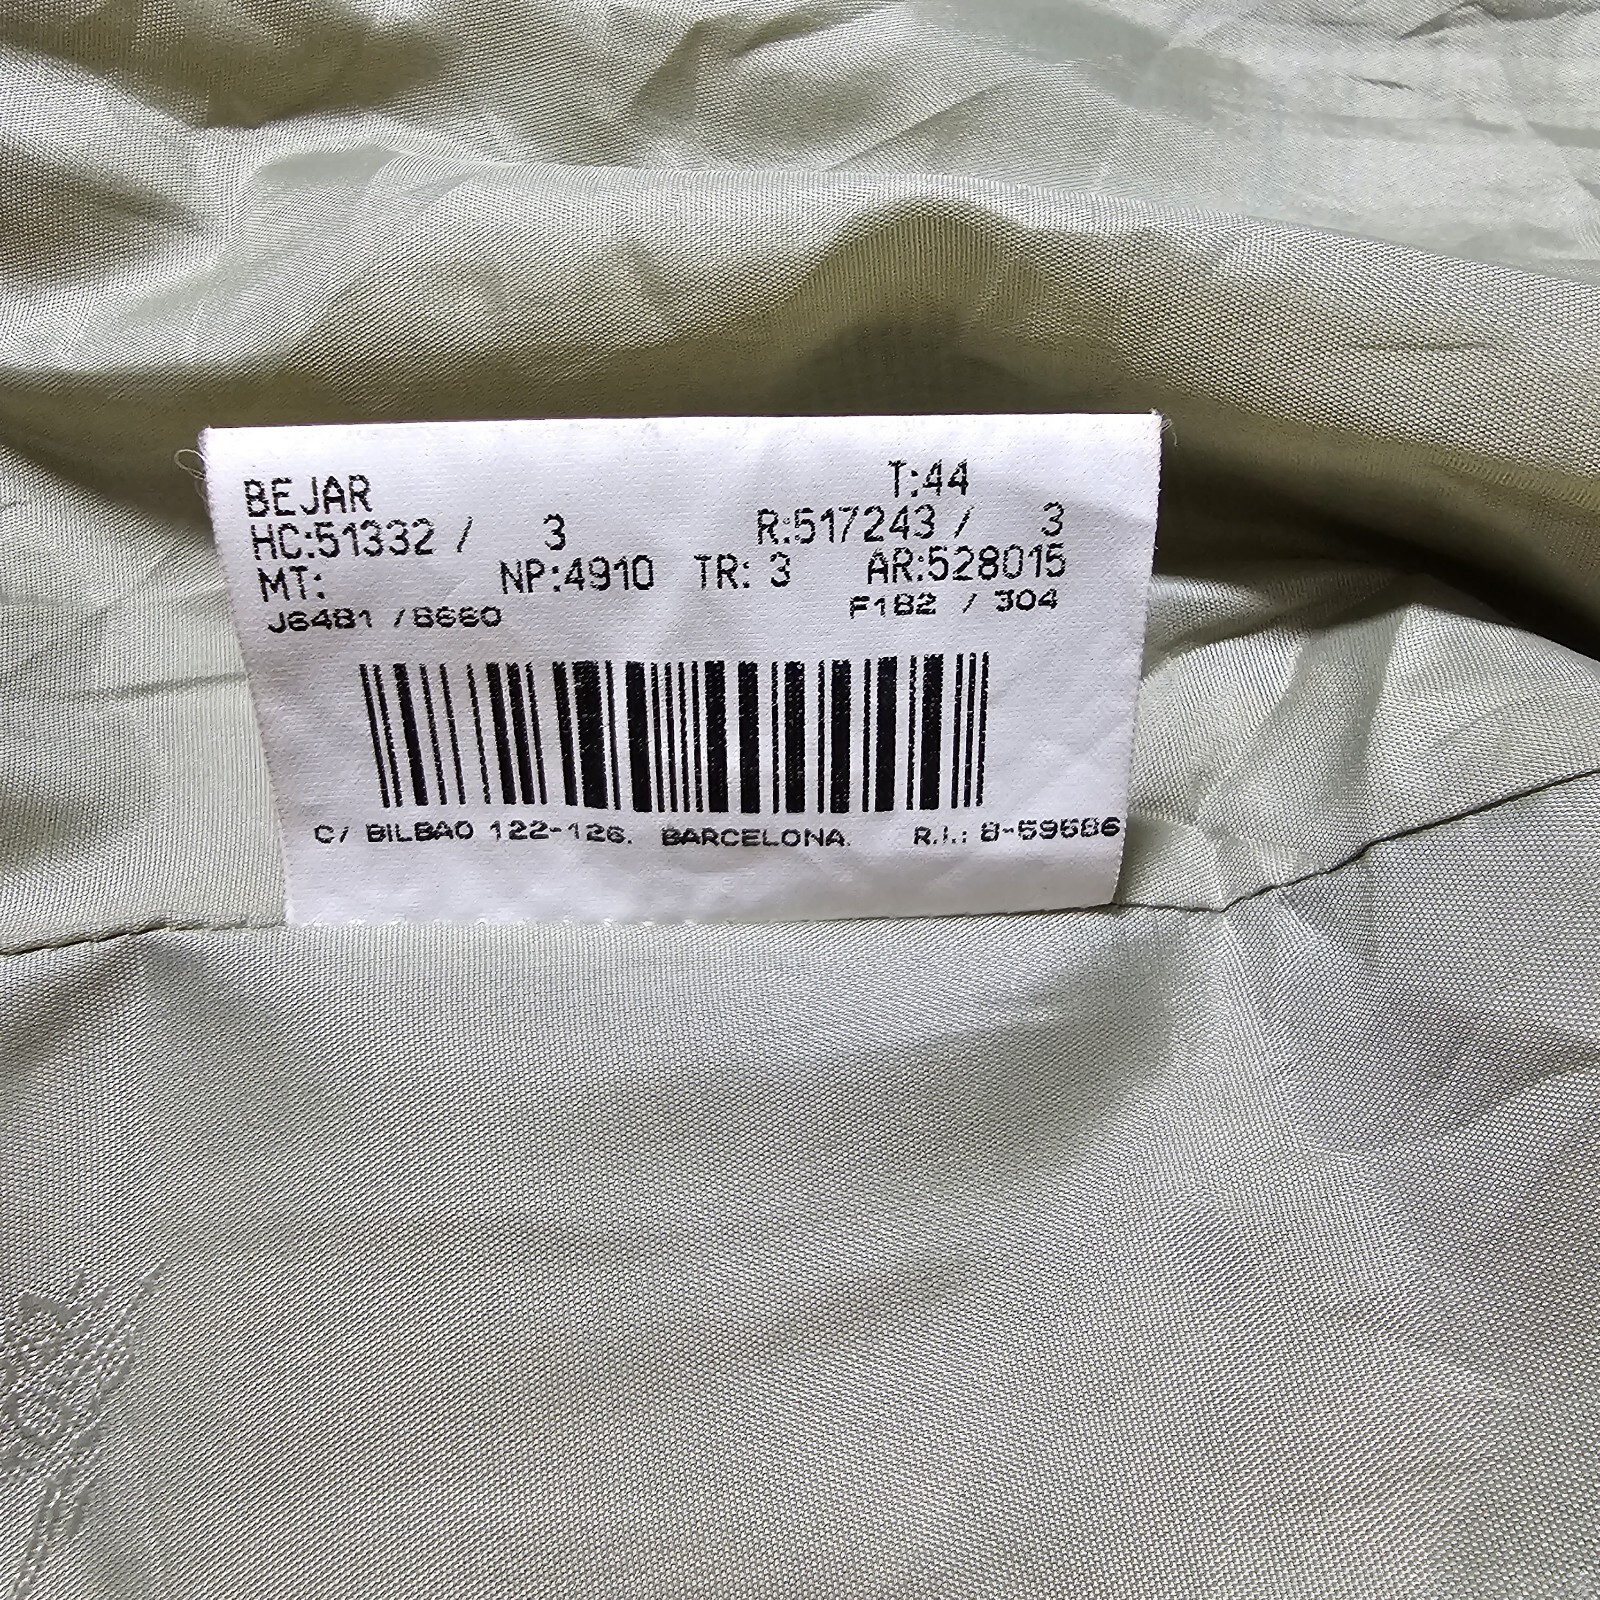 BEJAR T:44
HC:51332 / 3 R:517243 / 3
MT: NP:4910 TR: 3 AR:528015
J6481 /8660 F182 / 304
C/ BILBAO 122-126. BARCELONA. R.I.: 8-59586